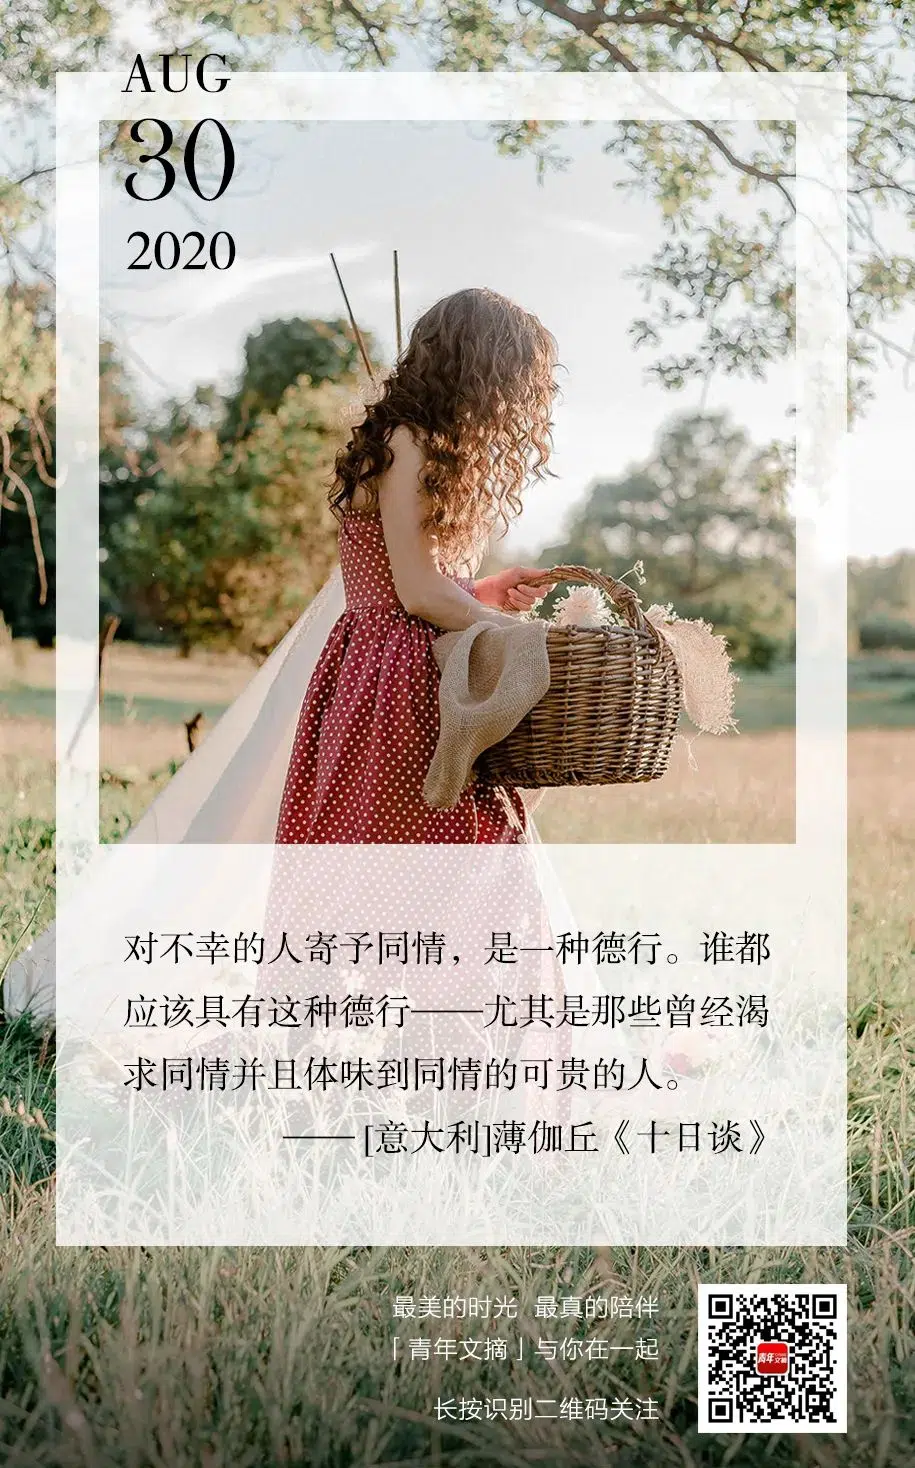 AUG
30
2020
对不幸的人寄予同情，是一种德行。谁都
应该具有这种德行——尤其是那些曾经渴
求同情并且体味到同情的可贵的人。
—— [意大利]薄伽丘《十日谈》
最美的时光 最真的陪伴
「青年文摘」与你在一起
长按识别二维码关注
青年文摘